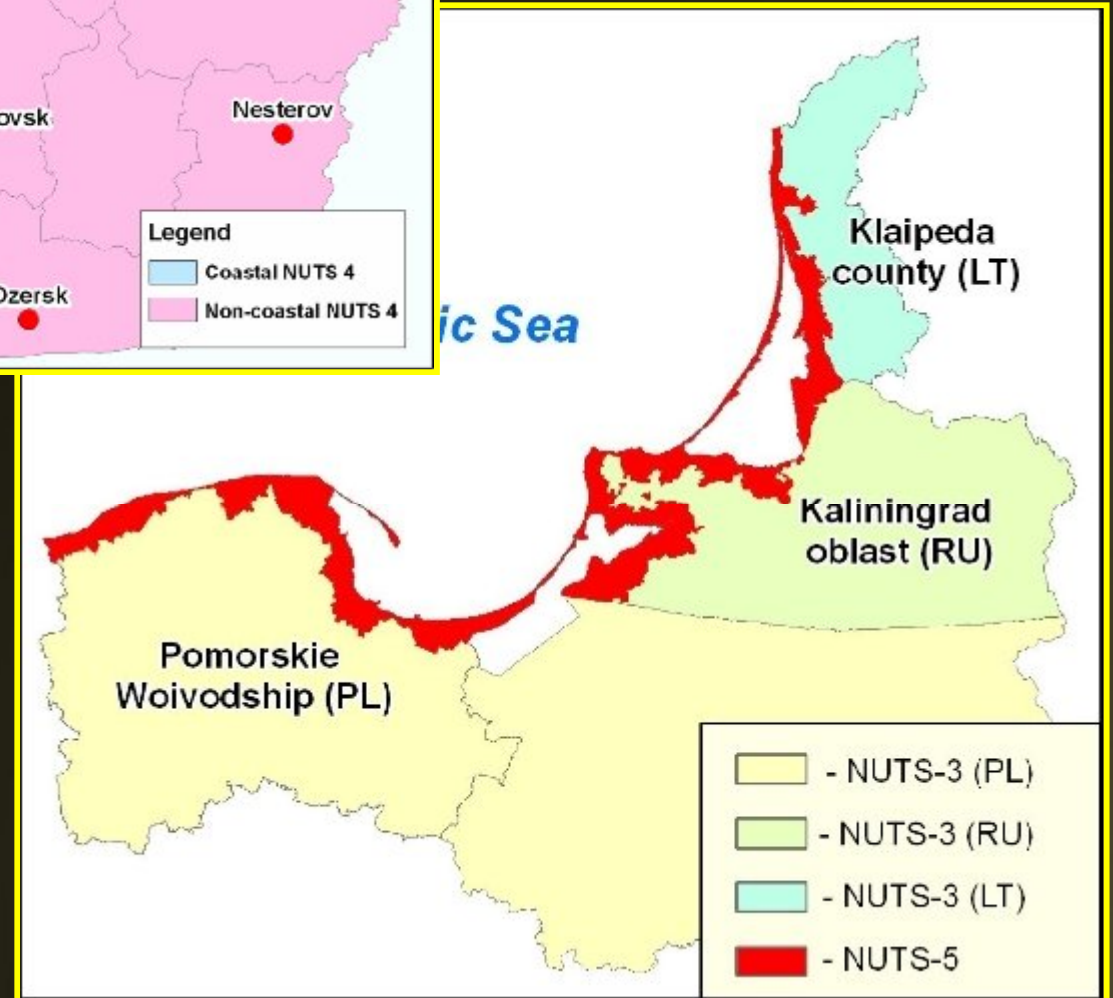 ovsk
Nesterov
Legend
Coastal NUTS 4
Non-coastal NUTS 4
Ozersk
ic Sea
Klaipeda
county (LT)
Kaliningrad
oblast (RU)
Pomorskie
Woivodship (PL)
- NUTS-3 (PL)
- NUTS-3 (RU)
- NUTS-3 (LT)
- NUTS-5